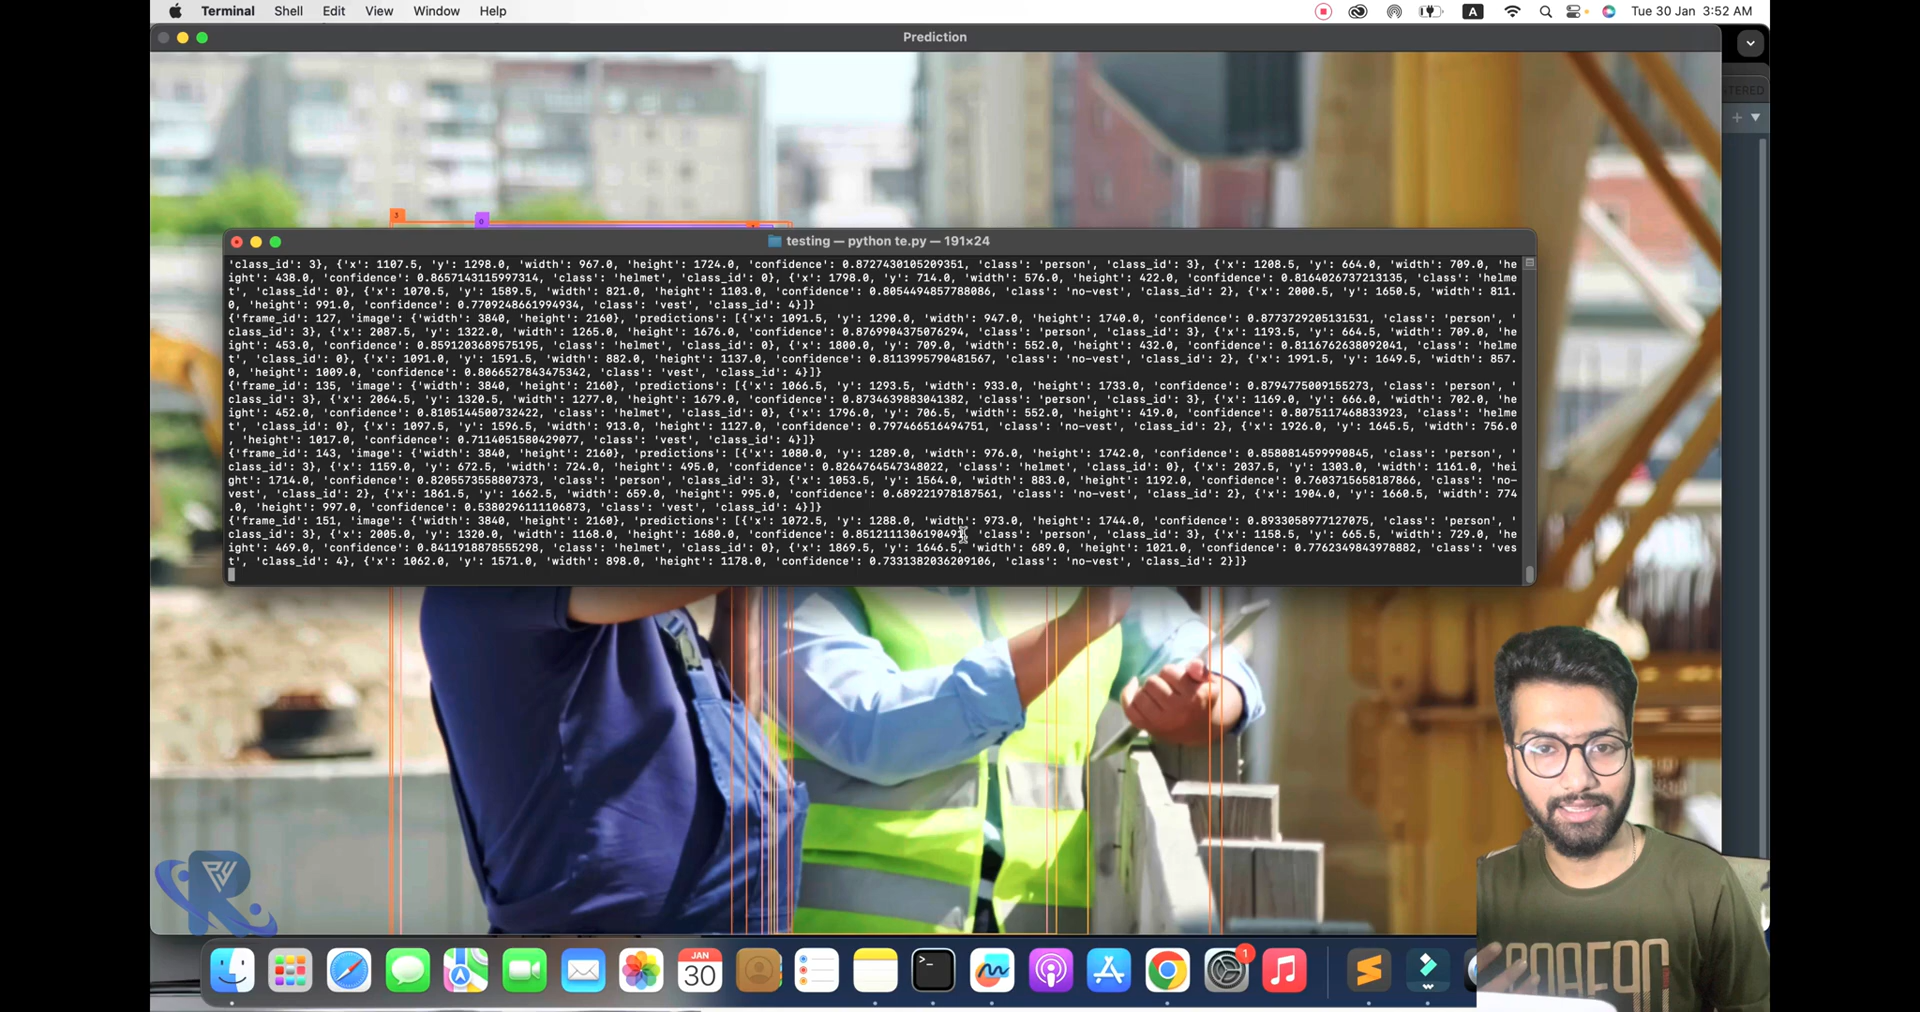 Terminal Shell Edit View Window Help A Tue 30 Jan 3:52 AM
Prediction
NTERED
3
0
testing — python te.py — 191×24
'class_id': 3}, {'x': 1107.5, 'y': 1298.0, 'width': 967.0, 'height': 1724.0, 'confidence': 0.8727430105209351, 'class': 'person', 'class_id': 3}, {'x': 1208.5, 'y': 664.0, 'width': 709.0, 'he
ight': 438.0, 'confidence': 0.8657143115997314, 'class': 'helmet', 'class_id': 0}, {'x': 1798.0, 'y': 714.0, 'width': 576.0, 'height': 422.0, 'confidence': 0.8164026737213135, 'class': 'helme
t', 'class_id': 0}, {'x': 1070.5, 'y': 1589.5, 'width': 821.0, 'height': 1103.0, 'confidence': 0.8054494857788086, 'class': 'no-vest', 'class_id': 2}, {'x': 2000.5, 'y': 1650.5, 'width': 811.
0, 'height': 991.0, 'confidence': 0.7709248661994934, 'class': 'vest', 'class_id': 4}]}
{'frame_id': 127, 'image': {'width': 3840, 'height': 2160}, 'predictions': [{'x': 1091.5, 'y': 1290.0, 'width': 947.0, 'height': 1740.0, 'confidence': 0.8773729205131531, 'class': 'person', '
class_id': 3}, {'x': 2087.5, 'y': 1322.0, 'width': 1265.0, 'height': 1676.0, 'confidence': 0.8769904375076294, 'class': 'person', 'class_id': 3}, {'x': 1193.5, 'y': 664.5, 'width': 709.0, 'he
ight': 453.0, 'confidence': 0.8591203689575195, 'class': 'helmet', 'class_id': 0}, {'x': 1800.0, 'y': 709.0, 'width': 552.0, 'height': 432.0, 'confidence': 0.8116762638092041, 'class': 'helme
t', 'class_id': 0}, {'x': 1091.0, 'y': 1591.5, 'width': 882.0, 'height': 1137.0, 'confidence': 0.8113995790481567, 'class': 'no-vest', 'class_id': 2}, {'x': 1991.5, 'y': 1649.5, 'width': 857.
0, 'height': 1009.0, 'confidence': 0.8066527843475342, 'class': 'vest', 'class_id': 4}]}
{'frame_id': 135, 'image': {'width': 3840, 'height': 2160}, 'predictions': [{'x': 1066.5, 'y': 1293.5, 'width': 933.0, 'height': 1733.0, 'confidence': 0.8794775009155273, 'class': 'person', '
class_id': 3}, {'x': 2064.5, 'y': 1320.5, 'width': 1277.0, 'height': 1679.0, 'confidence': 0.8734639883041382, 'class': 'person', 'class_id': 3}, {'x': 1169.0, 'y': 666.0, 'width': 702.0, 'he
ight': 452.0, 'confidence': 0.8105144500732422, 'class': 'helmet', 'class_id': 0}, {'x': 1796.0, 'y': 706.5, 'width': 552.0, 'height': 419.0, 'confidence': 0.8075117468833923, 'class': 'helme
t', 'class_id': 0}, {'x': 1097.5, 'y': 1596.5, 'width': 913.0, 'height': 1127.0, 'confidence': 0.797466516494751, 'class': 'no-vest', 'class_id': 2}, {'x': 1926.0, 'y': 1645.5, 'width': 756.0
, 'height': 1017.0, 'confidence': 0.7114051580429077, 'class': 'vest', 'class_id': 4}]}
{'frame_id': 143, 'image': {'width': 3840, 'height': 2160}, 'predictions': [{'x': 1080.0, 'y': 1289.0, 'width': 976.0, 'height': 1742.0, 'confidence': 0.8580814599990845, 'class': 'person', '
class_id': 3}, {'x': 1159.0, 'y': 672.5, 'width': 724.0, 'height': 495.0, 'confidence': 0.8264764547348022, 'class': 'helmet', 'class_id': 0}, {'x': 2037.5, 'y': 1303.0, 'width': 1161.0, 'hei
ght': 1714.0, 'confidence': 0.8205573558807373, 'class': 'person', 'class_id': 3}, {'x': 1053.5, 'y': 1564.0, 'width': 883.0, 'height': 1192.0, 'confidence': 0.7603715658187866, 'class': 'no-
vest', 'class_id': 2}, {'x': 1861.5, 'y': 1662.5, 'width': 659.0, 'height': 995.0, 'confidence': 0.689221978187561, 'class': 'no-vest', 'class_id': 2}, {'x': 1904.0, 'y': 1660.5, 'width': 774
.0, 'height': 997.0, 'confidence': 0.5380296111106873, 'class': 'vest', 'class_id': 4}]}
{'frame_id': 151, 'image': {'width': 3840, 'height': 2160}, 'predictions': [{'x': 1072.5, 'y': 1288.0, 'width': 973.0, 'height': 1744.0, 'confidence': 0.8933058977127075, 'class': 'person', '
class_id': 3}, {'x': 2005.0, 'y': 1320.0, 'width': 1168.0, 'height': 1680.0, 'confidence': 'class': 'person', 'class_id': 3}, {'x': 1158.5, 'y': 665.5, 'width': 729.0, 'he
ight': 469.0, 'confidence': 0.8411918878555298, 'class': 'helmet', 'class_id': 0}, {'x': 1869.5, 'y': 1646.5, 'width': 689.0, 'height': 1021.0, 'confidence': 0.7762349843978882, 'class': 'ves
t', 'class_id': 4}, {'x': 1062.0, 'y': 1571.0, 'width': 898.0, 'height': 1178.0, 'confidence': 0.7331382036209106, 'class': 'no-vest', 'class_id': 2}]}
PY
JAN
30
>_
1